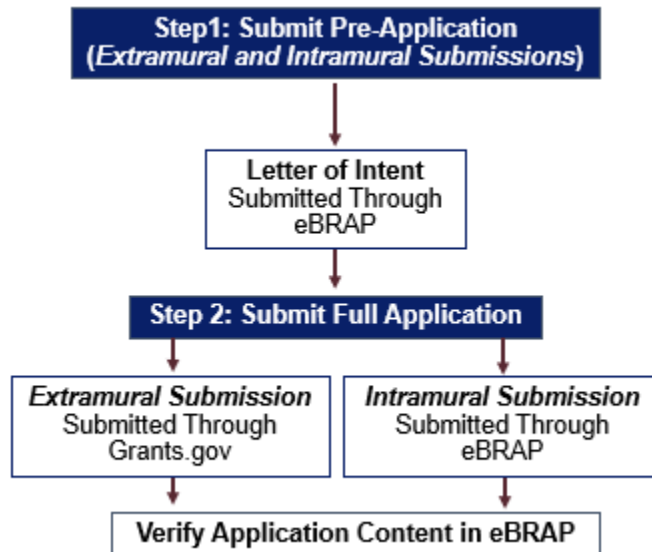 Step1: Submit Pre-Application
(Extramural and Intramural Submissions)
Letter of Intent
Submitted Through
eBRAP
Step 2: Submit Full Application
Extramural Submission
Submitted Through
Grants.gov
Intramural Submission
Submitted Through
eBRAP
Verify Application Content in eBRAP